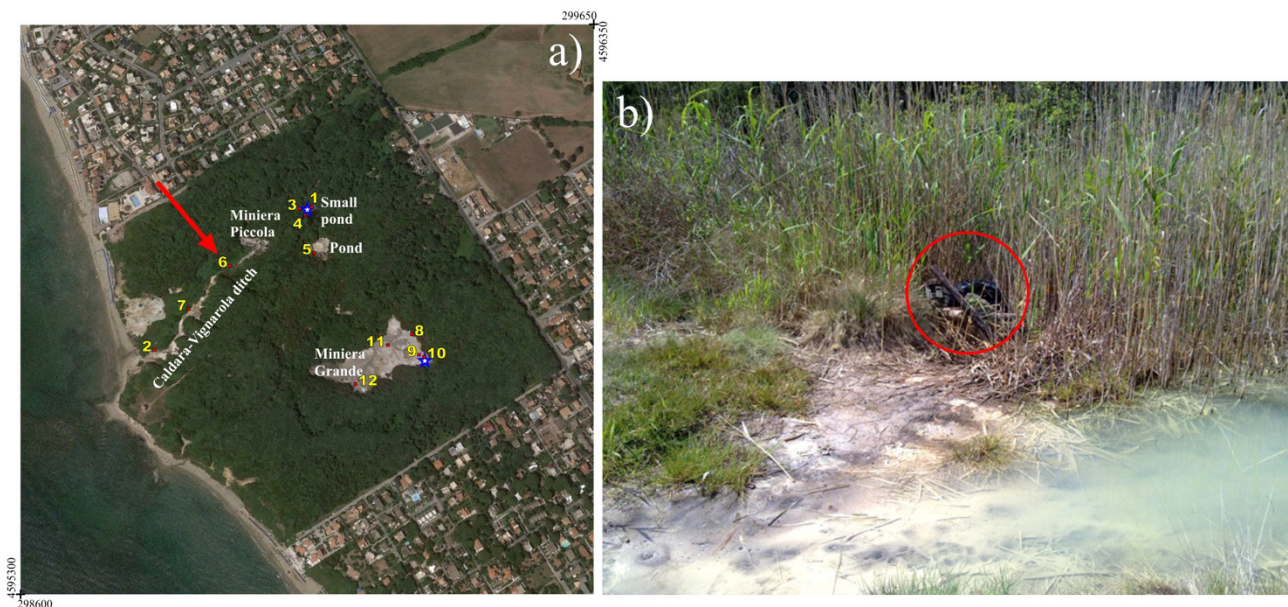 299650
4596350
a)
b)
1
3
Small
pond
4
Miniera
Piccola
5
Pond
6
7
Caldara-Vignarola ditch
2
8
11
9
10
Miniera
Grande
12
4595300
298600